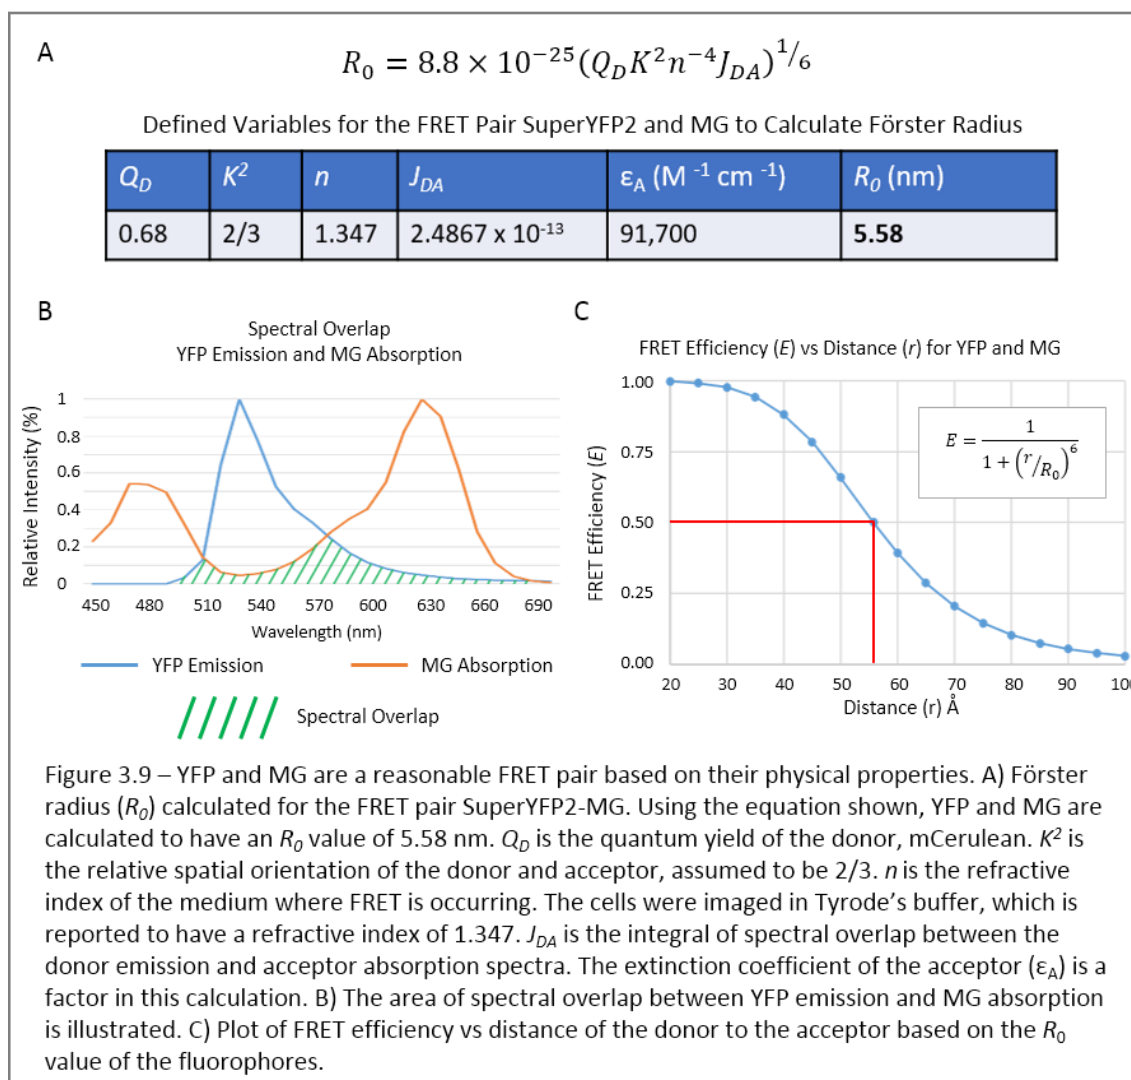 A
R₀ = 8.8 × 10⁻²⁵(Q_D K² n⁻⁴ J_DA)^1/6
Defined Variables for the FRET Pair SuperYFP2 and MG to Calculate Förster Radius
Q_D K² n J_DA ε_A (M ⁻¹ cm ⁻¹) R₀ (nm)
0.68 2/3 1.347 2.4867 x 10⁻¹³ 91,700 5.58
B
Spectral Overlap
YFP Emission and MG Absorption
Relative Intensity (%)
1
0.8
0.6
0.4
0.2
0
450 480 510 540 570 600 630 660 690
Wavelength (nm)
YFP Emission MG Absorption
Spectral Overlap
C
FRET Efficiency (E) vs Distance (r) for YFP and MG
FRET Efficiency (E)
1.00
0.75
0.50
0.25
0.00
E = 1 / (1 + (r/R₀)⁶)
20 30 40 50 60 70 80 90 100
Distance (r) Å
Figure 3.9 – YFP and MG are a reasonable FRET pair based on their physical properties. A) Förster
radius (R₀) calculated for the FRET pair SuperYFP2-MG. Using the equation shown, YFP and MG are
calculated to have an R₀ value of 5.58 nm. Q_D is the quantum yield of the donor, mCerulean. K² is
the relative spatial orientation of the donor and acceptor, assumed to be 2/3. n is the refractive
index of the medium where FRET is occurring. The cells were imaged in Tyrode's buffer, which is
reported to have a refractive index of 1.347. J_DA is the integral of spectral overlap between the
donor emission and acceptor absorption spectra. The extinction coefficient of the acceptor (ε_A) is a
factor in this calculation. B) The area of spectral overlap between YFP emission and MG absorption
is illustrated. C) Plot of FRET efficiency vs distance of the donor to the acceptor based on the R₀
value of the fluorophores.